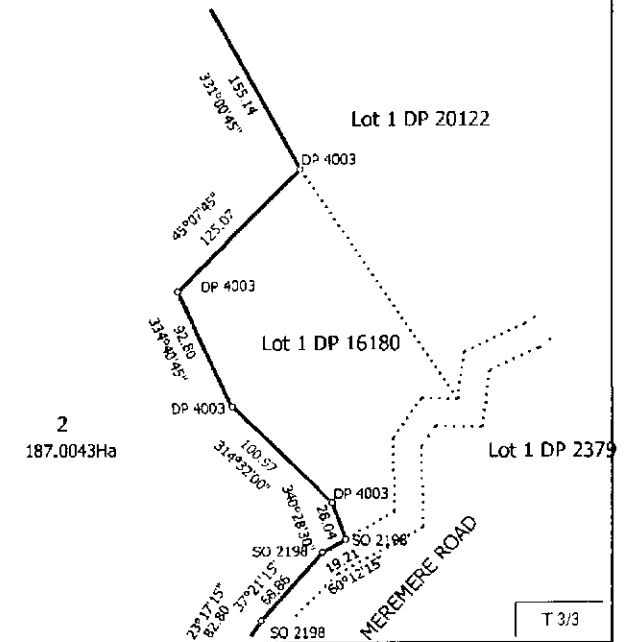 155.14
331°00'45"
Lot 1 DP 20122
DP 4003
45°07'45"
125.07
DP 4003
92.80
334°40'45"
Lot 1 DP 16180
DP 4003
2
187.0043Ha
100.97
314°32'00"
Lot 1 DP 2379
DP 4003
28.04
340°28'30"
SO 2198
SO 2198
19.21
60°12'15"
MEREMERE ROAD
37°21'15"
68.86
23°17'15"
82.80
SO 2198
T 3/3